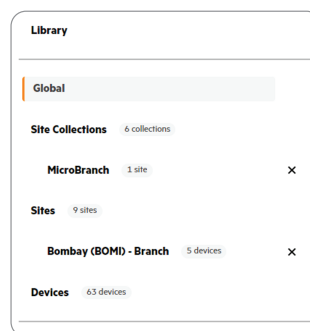 Library
Global
Site Collections 6 collections
MicroBranch 1 site
Sites 9 sites
Bombay (BOMI) - Branch 5 devices
Devices 63 devices